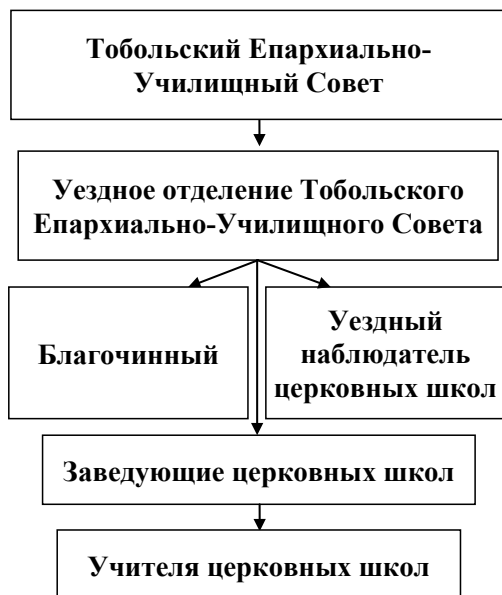 Тобольский Епархиально-
Училищный Совет
Уездное отделение Тобольского
Епархиально-Училищного Совета
Благочинный
Уездный
наблюдатель
церковных школ
Заведующие церковных школ
Учителя церковных школ